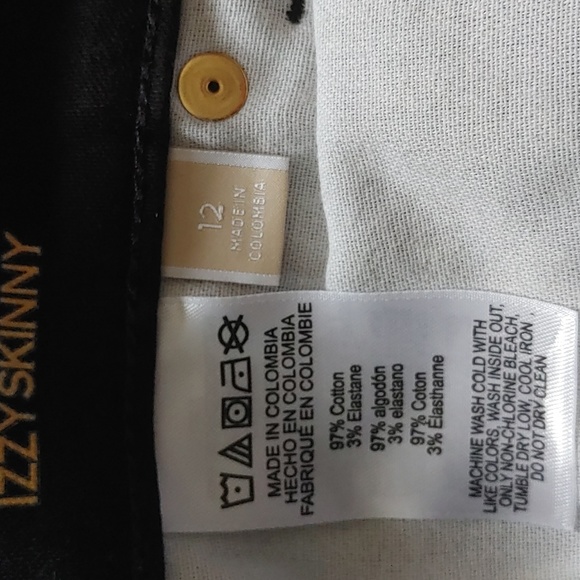 IZZY SKINNY
12
MADE IN
COLOMBIA
MADE IN COLOMBIA
HECHO EN COLOMBIA
FABRIQUÉ EN COLOMBIE
97% Cotton
3% Elastane
97% algodón
3% elastano
97% Coton
3% Élasthanne
MACHINE WASH COLD WITH
LIKE COLORS, WASH INSIDE OUT,
ONLY NON-CHLORINE BLEACH,
TUMBLE DRY LOW, COOL IRON,
DO NOT DRY CLEAN